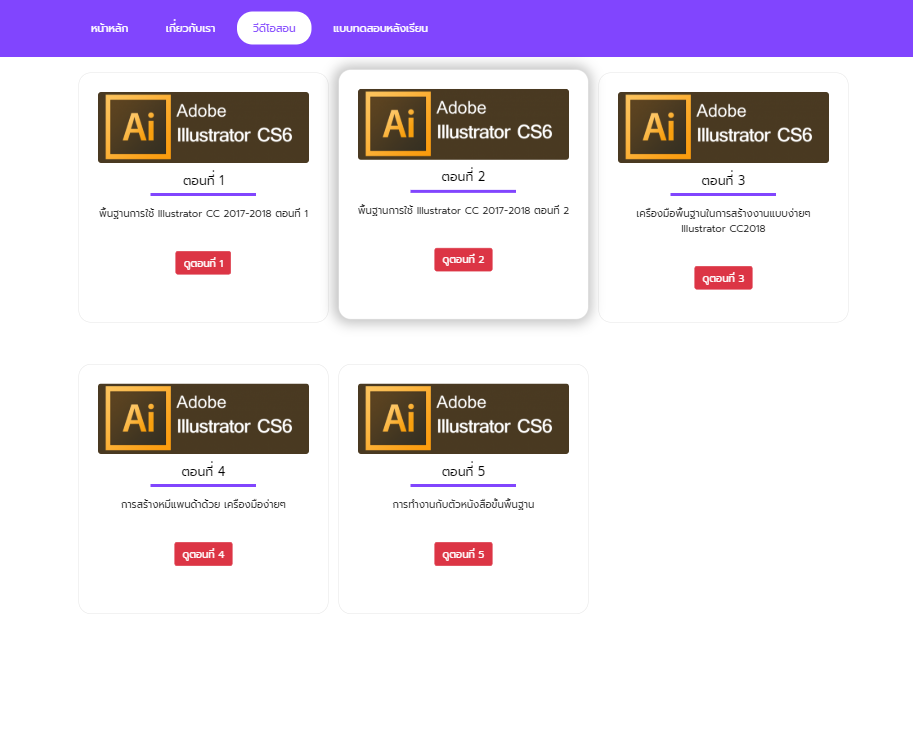 หน้าหลัก เกี่ยวกับเรา วีดีโอสอน แบบทดสอบหลังเรียน
Ai Adobe Illustrator CS6
ตอนที่ 1
พื้นฐานการใช้ Illustrator CC 2017-2018 ตอนที่ 1
ดูตอนที่ 1
Ai Adobe Illustrator CS6
ตอนที่ 2
พื้นฐานการใช้ Illustrator CC 2017-2018 ตอนที่ 2
ดูตอนที่ 2
Ai Adobe Illustrator CS6
ตอนที่ 3
เครื่องมือพื้นฐานในการสร้างงานแบบง่ายๆ
Illustrator CC2018
ดูตอนที่ 3
Ai Adobe Illustrator CS6
ตอนที่ 4
การสร้างหมีแพนด้าด้วย เครื่องมือง่ายๆ
ดูตอนที่ 4
Ai Adobe Illustrator CS6
ตอนที่ 5
การทำงานกับตัวหนังสือขั้นพื้นฐาน
ดูตอนที่ 5